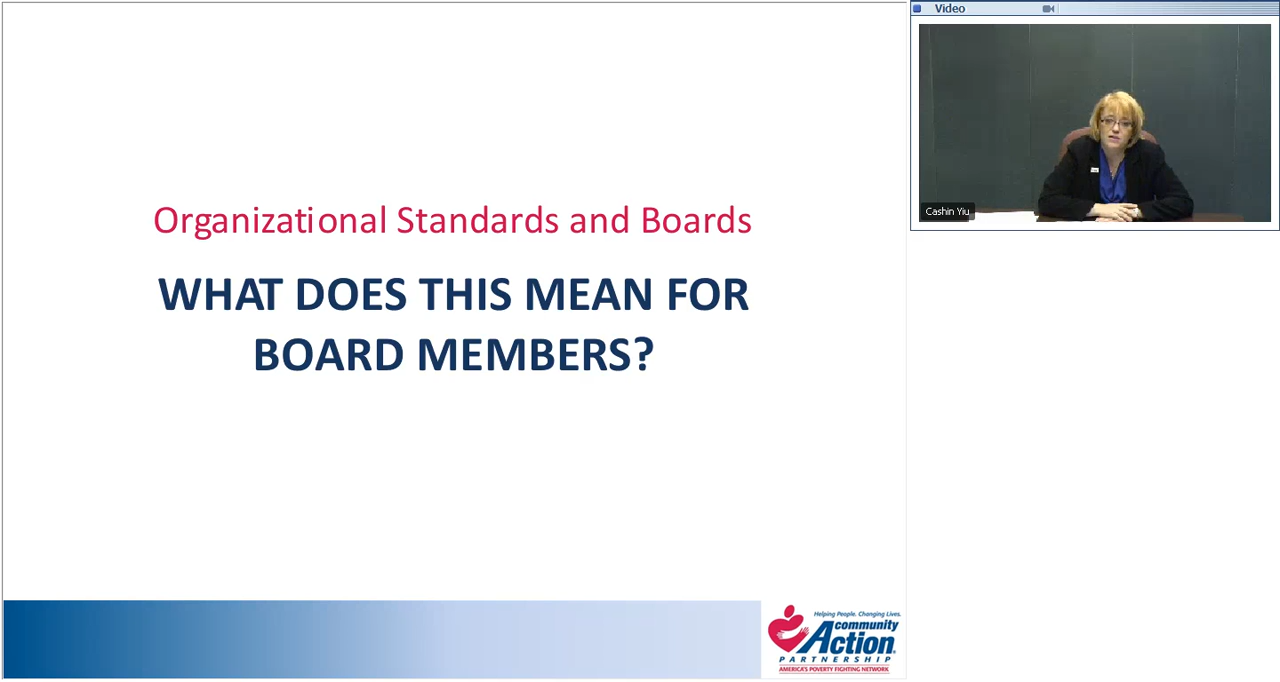 Organizational Standards and Boards
WHAT DOES THIS MEAN FOR
BOARD MEMBERS?
Helping People. Changing Lives.
community
Action
PARTNERSHIP
AMERICA'S POVERTY FIGHTING NETWORK
Video
Cashin Yiu